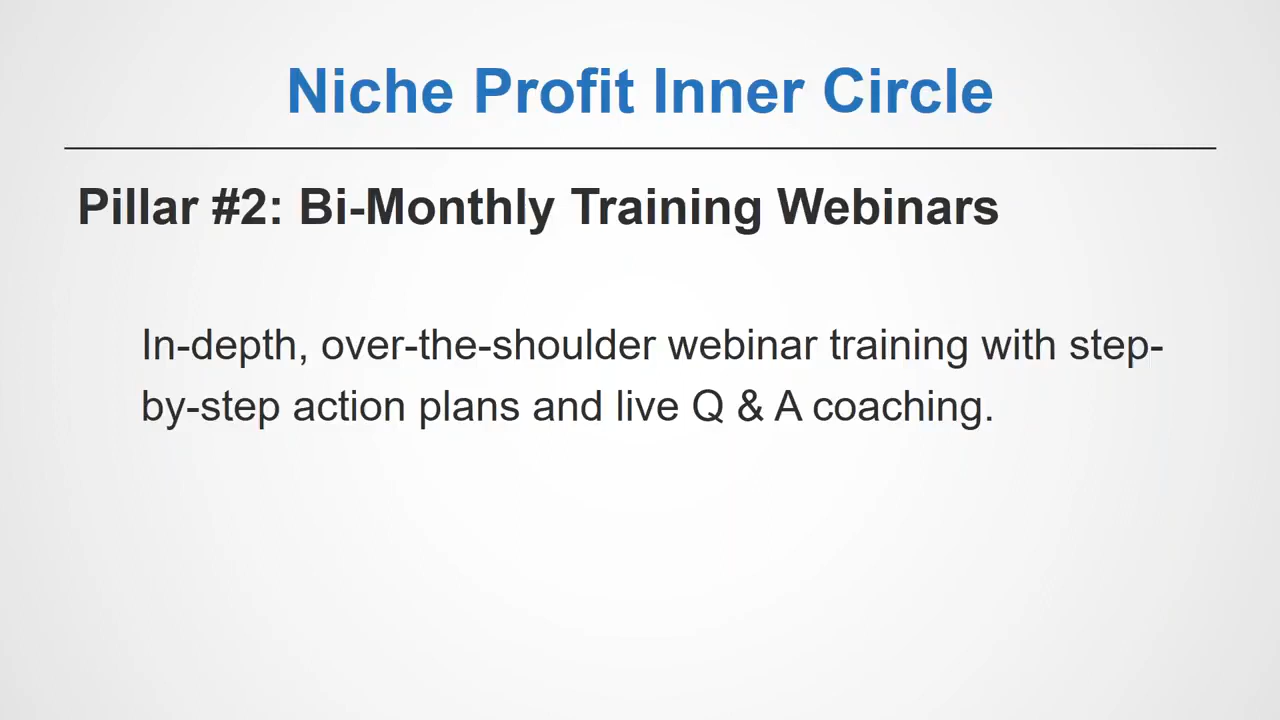 Niche Profit Inner Circle
Pillar #2: Bi-Monthly Training Webinars
In-depth, over-the-shoulder webinar training with step-
by-step action plans and live Q & A coaching.